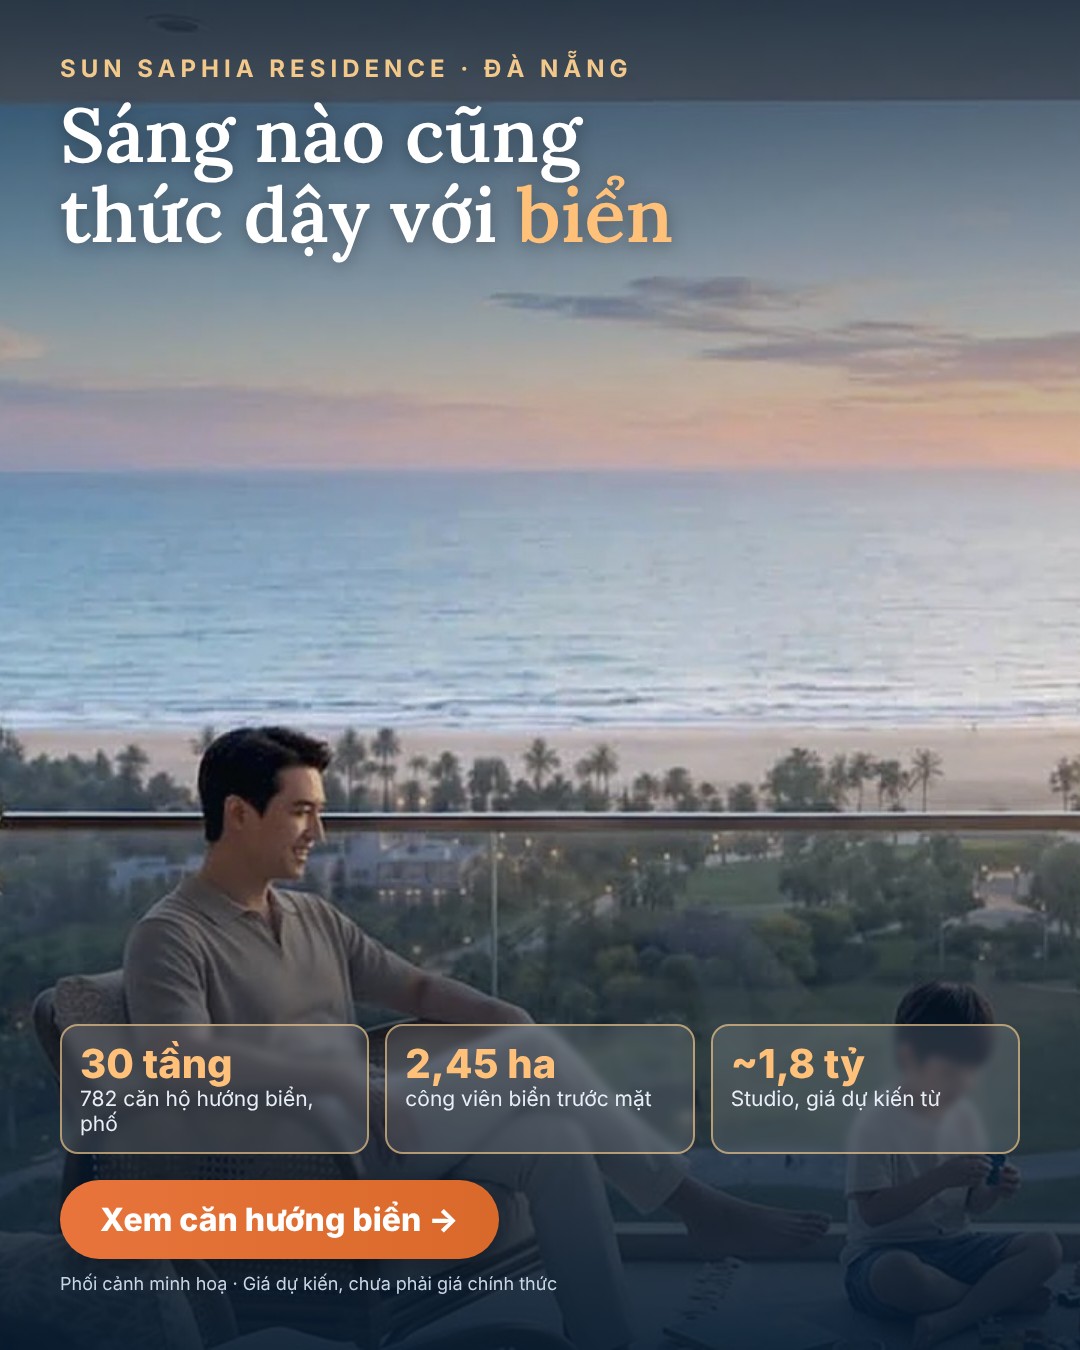 SUN SAPHIA RESIDENCE · ĐÀ NẴNG
Sáng nào cũng
thức dậy với biển
30 tầng
782 căn hộ hướng biển,
phố
2,45 ha
công viên biển trước mặt
~1,8 tỷ
Studio, giá dự kiến từ
Xem căn hướng biển →
Phối cảnh minh hoạ · Giá dự kiến, chưa phải giá chính thức